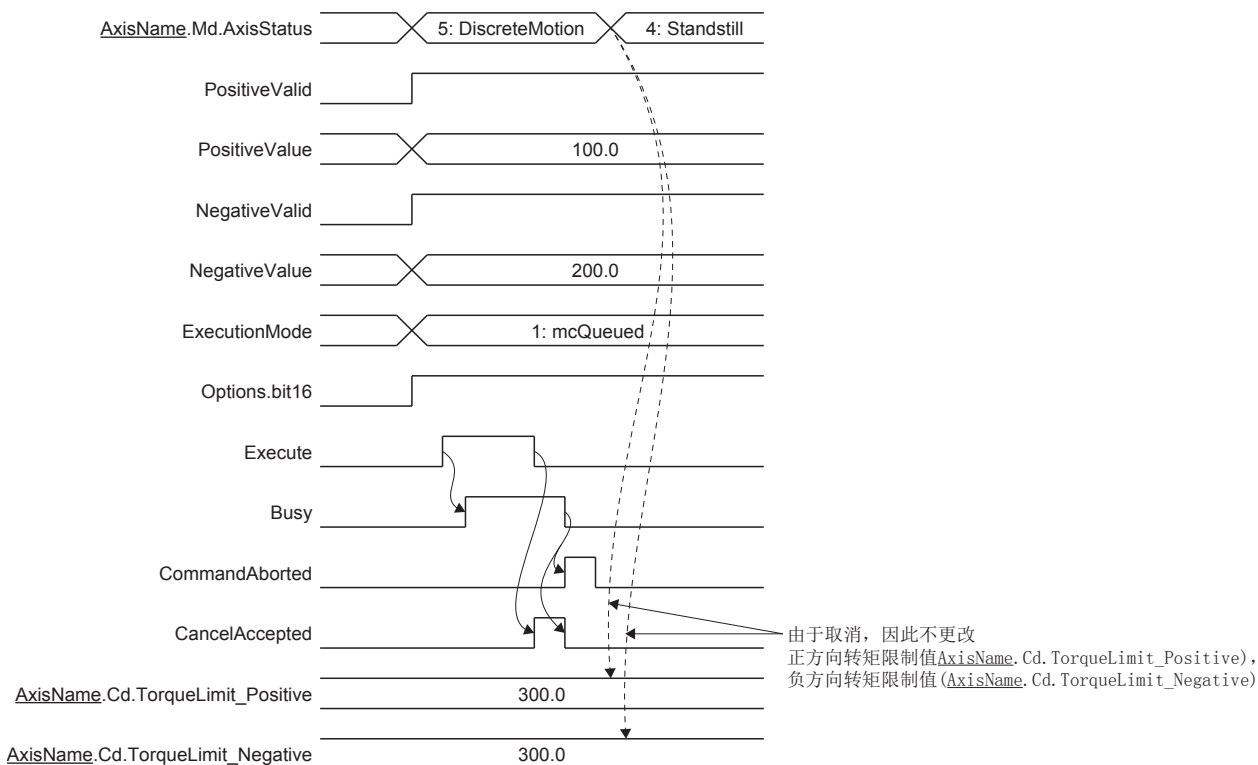 AxisName.Md.AxisStatus
5: DiscreteMotion
4: Standstill
PositiveValid
PositiveValue
100.0
NegativeValid
NegativeValue
200.0
ExecutionMode
1: mcQueued
Options.bit16
Execute
Busy
CommandAborted
CancelAccepted
由于取消，因此不更改
正方向转矩限制值AxisName.Cd.TorqueLimit_Positive),
负方向转矩限制值(AxisName.Cd.TorqueLimit_Negative)
AxisName.Cd.TorqueLimit_Positive
300.0
AxisName.Cd.TorqueLimit_Negative
300.0